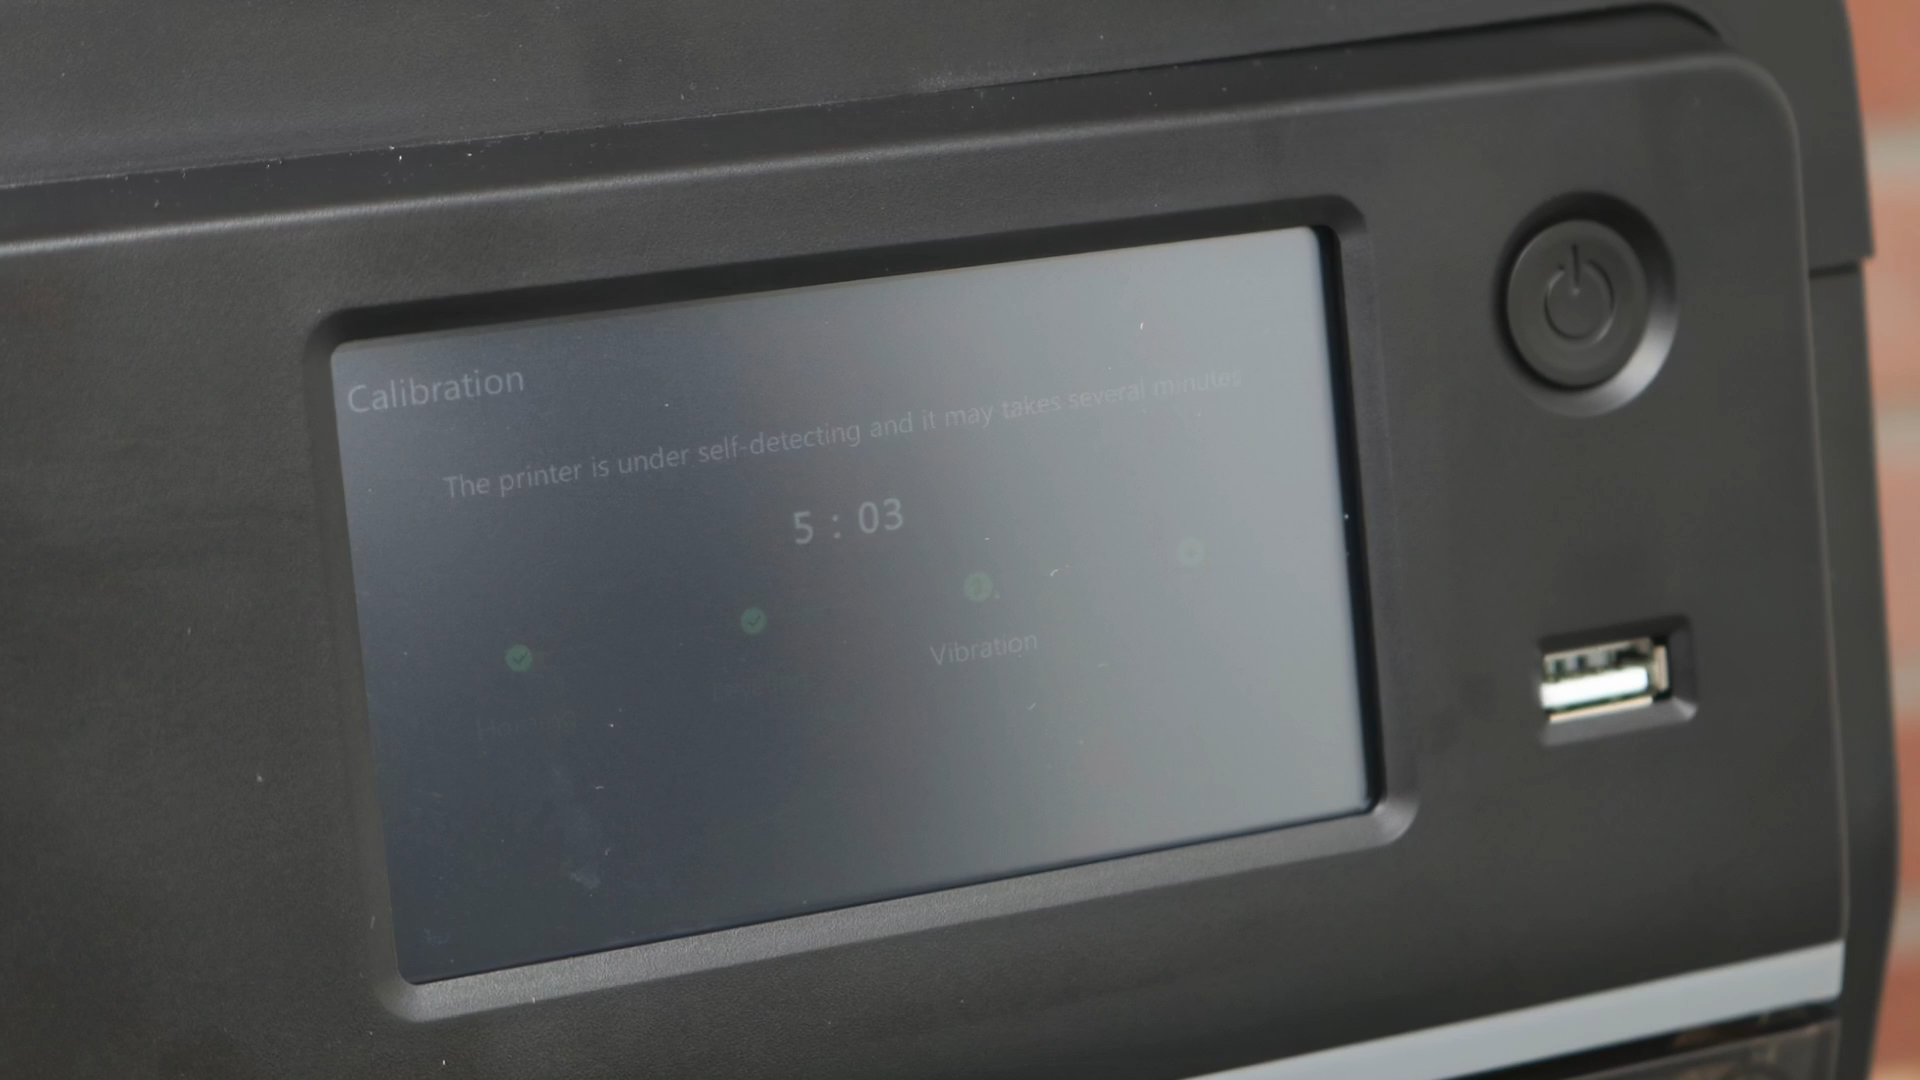 Calibration
The printer is under self-detecting and it may takes several minutes
5 : 03
Vibration